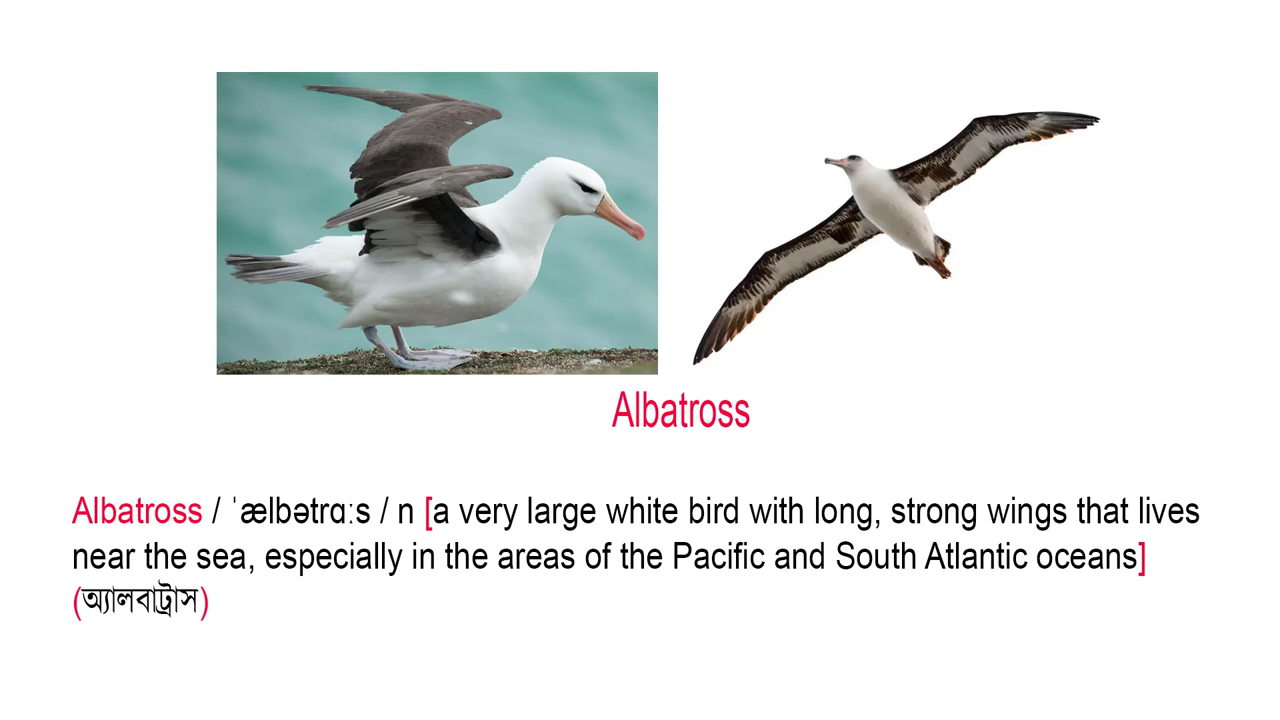 Albatross
Albatross / ˈælbətrɑːs / n [a very large white bird with long, strong wings that lives
near the sea, especially in the areas of the Pacific and South Atlantic oceans]
(অ্যালবাট্রাস)